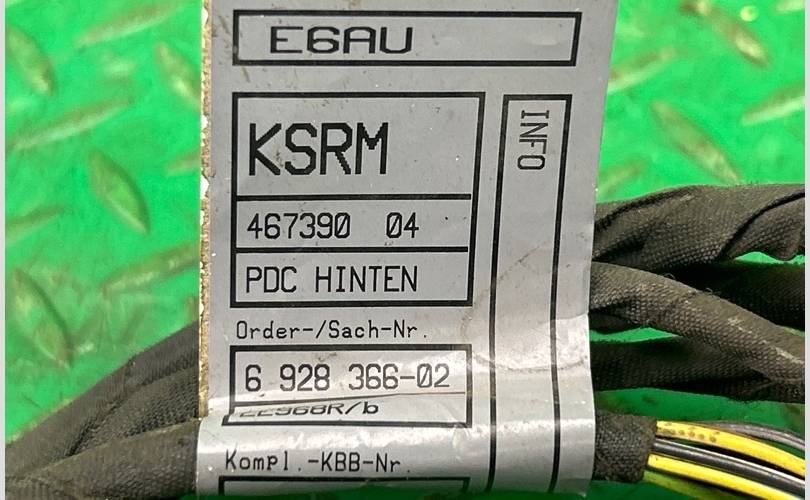 E6AU
KSRM
INFO
467390 04
PDC HINTEN
Order-/Sach-Nr.
6 928 366-02
Kompl.-KBB-Nr.